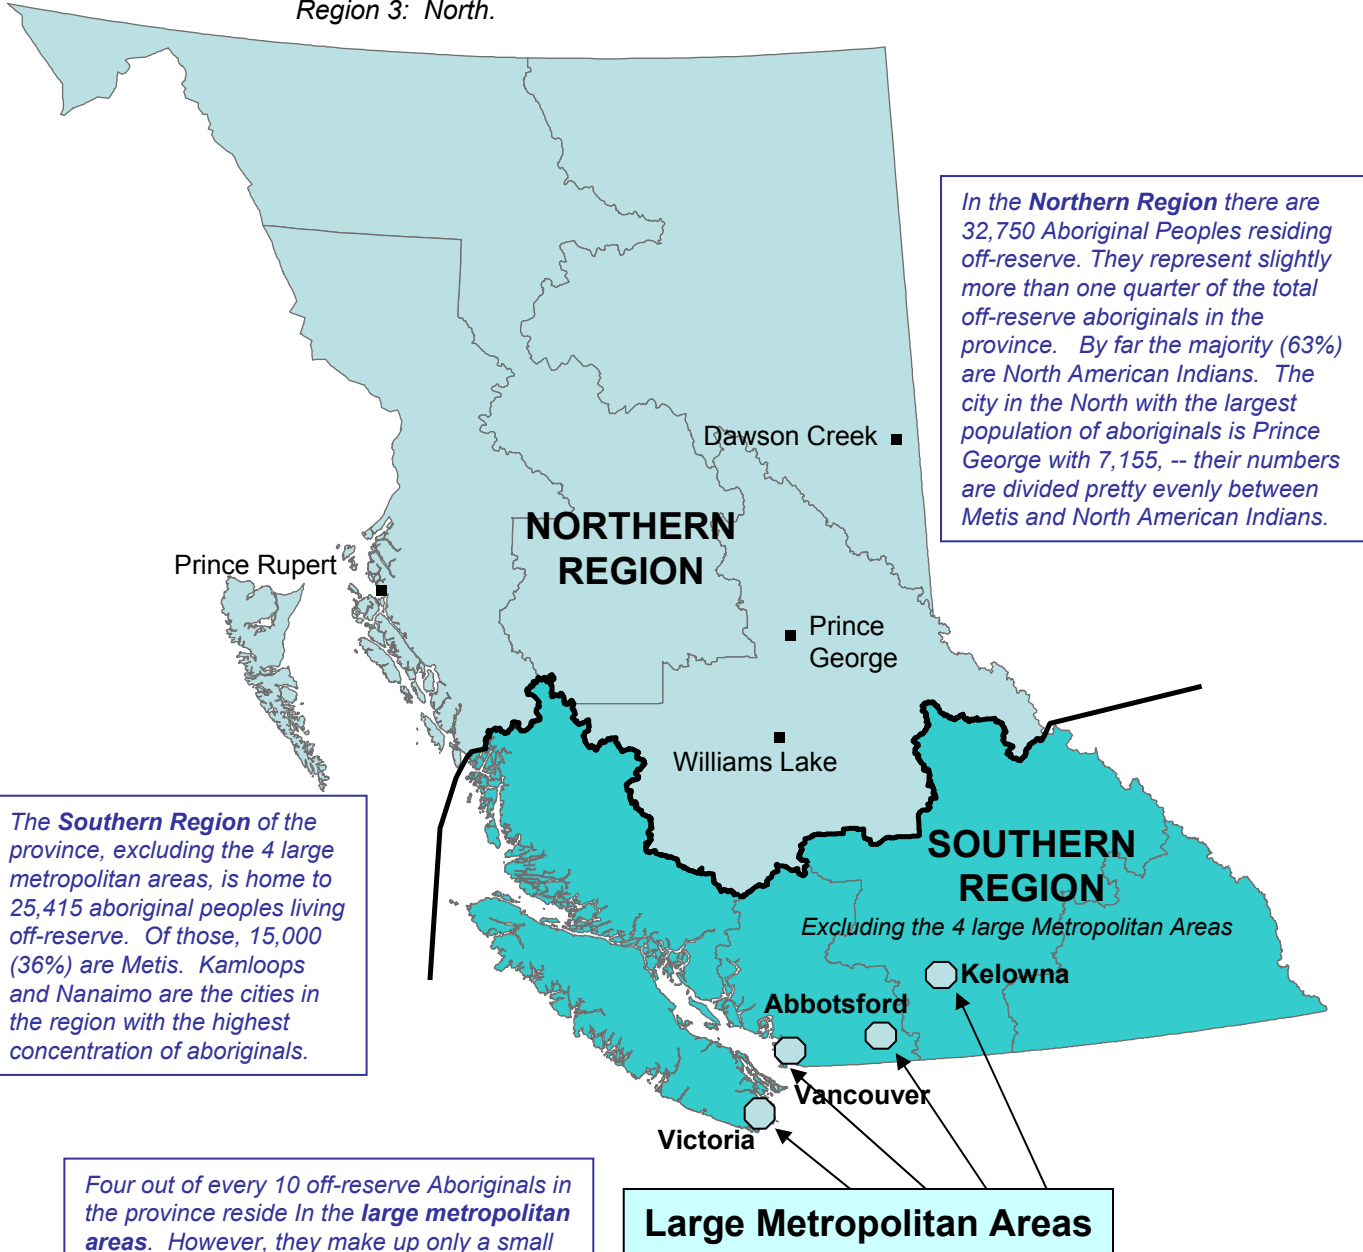 Region 3: North.
In the Northern Region there are
32,750 Aboriginal Peoples residing
off-reserve. They represent slightly
more than one quarter of the total
off-reserve aboriginals in the
province. By far the majority (63%)
are North American Indians. The
city in the North with the largest
population of aboriginals is Prince
George with 7,155, -- their numbers
are divided pretty evenly between
Metis and North American Indians.
Dawson Creek
NORTHERN
REGION
Prince Rupert
Prince
George
Williams Lake
The Southern Region of the
province, excluding the 4 large
metropolitan areas, is home to
25,415 aboriginal peoples living
off-reserve. Of those, 15,000
(36%) are Metis. Kamloops
and Nanaimo are the cities in
the region with the highest
concentration of aboriginals.
SOUTHERN
REGION
Excluding the 4 large Metropolitan Areas
Kelowna
Abbotsford
Vancouver
Victoria
Four out of every 10 off-reserve Aboriginals in
the province reside In the large metropolitan
areas. However, they make up only a small
Large Metropolitan Areas